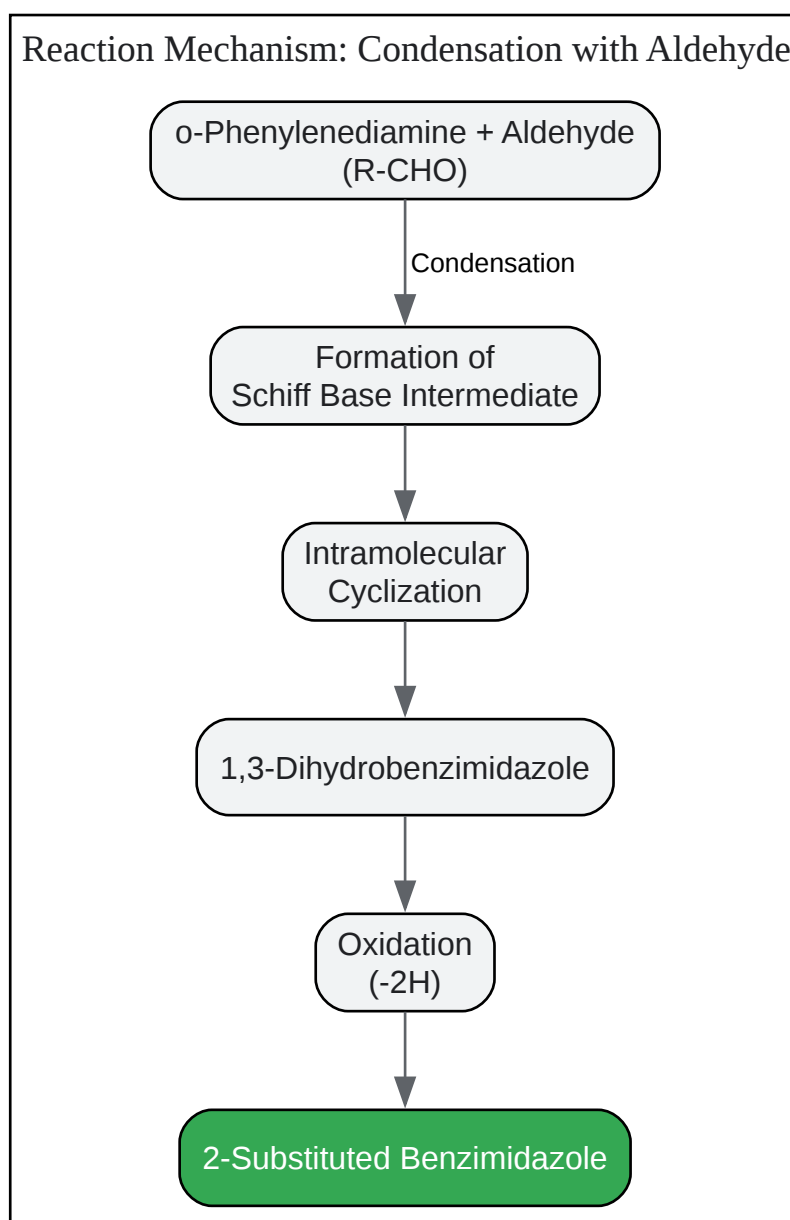 Reaction Mechanism: Condensation with Aldehyde
o-Phenylenediamine + Aldehyde
(R-CHO)
Condensation
Formation of
Schiff Base Intermediate
Intramolecular
Cyclization
1,3-Dihydrobenzimidazole
Oxidation
(-2H)
2-Substituted Benzimidazole